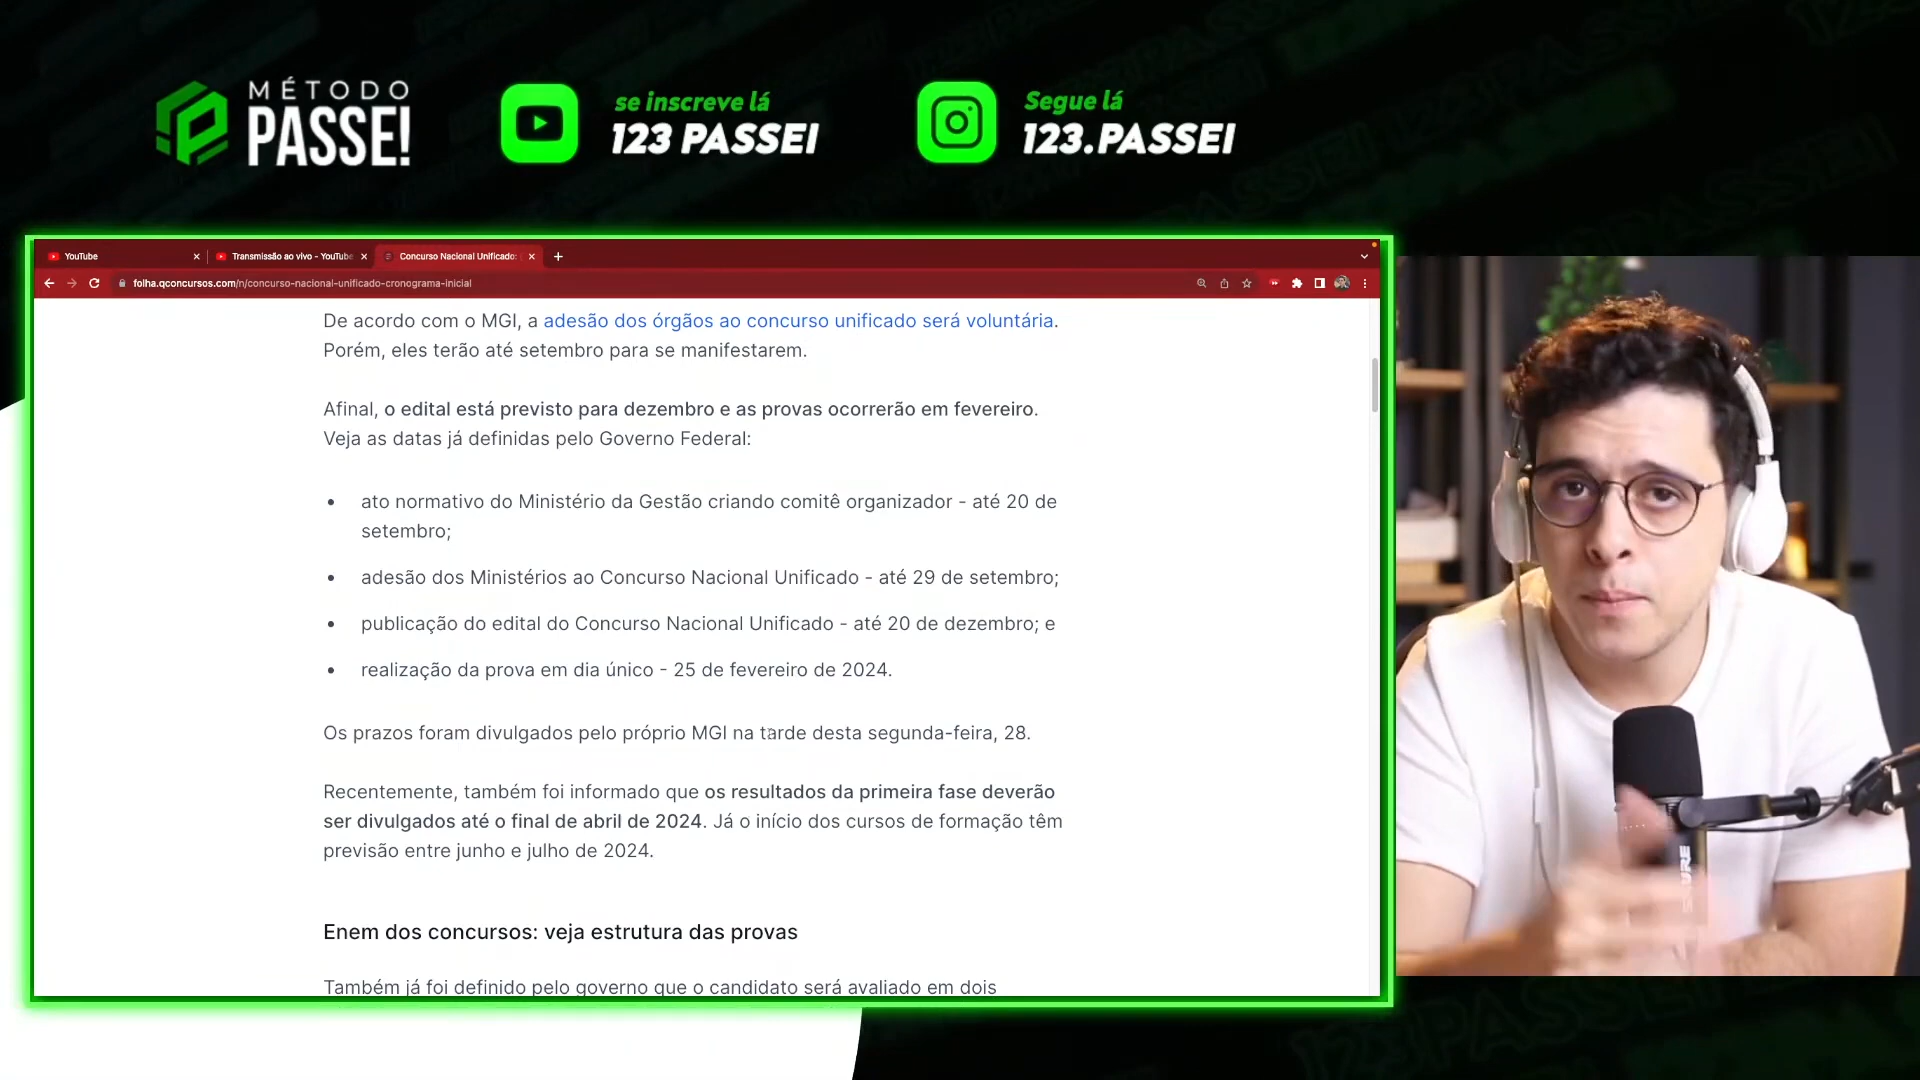 MÉTODO
PASSEI
se inscreve lá
123 PASSEI
Segue lá
123.PASSEI
YouTube
Transmissão ao vivo - YouTube
Concurso Nacional Unificado:
folha.qconcursos.com/n/concurso-nacional-unificado-cronograma-inicial
De acordo com o MGI, a adesão dos órgãos ao concurso unificado será voluntária.
Porém, eles terão até setembro para se manifestarem.
Afinal, o edital está previsto para dezembro e as provas ocorrerão em fevereiro.
Veja as datas já definidas pelo Governo Federal:
• ato normativo do Ministério da Gestão criando comitê organizador - até 20 de
setembro;
• adesão dos Ministérios ao Concurso Nacional Unificado - até 29 de setembro;
• publicação do edital do Concurso Nacional Unificado - até 20 de dezembro; e
• realização da prova em dia único - 25 de fevereiro de 2024.
Os prazos foram divulgados pelo próprio MGI na tarde desta segunda-feira, 28.
Recentemente, também foi informado que os resultados da primeira fase deverão
ser divulgados até o final de abril de 2024. Já o início dos cursos de formação têm
previsão entre junho e julho de 2024.
Enem dos concursos: veja estrutura das provas
Também já foi definido pelo governo que o candidato será avaliado em dois